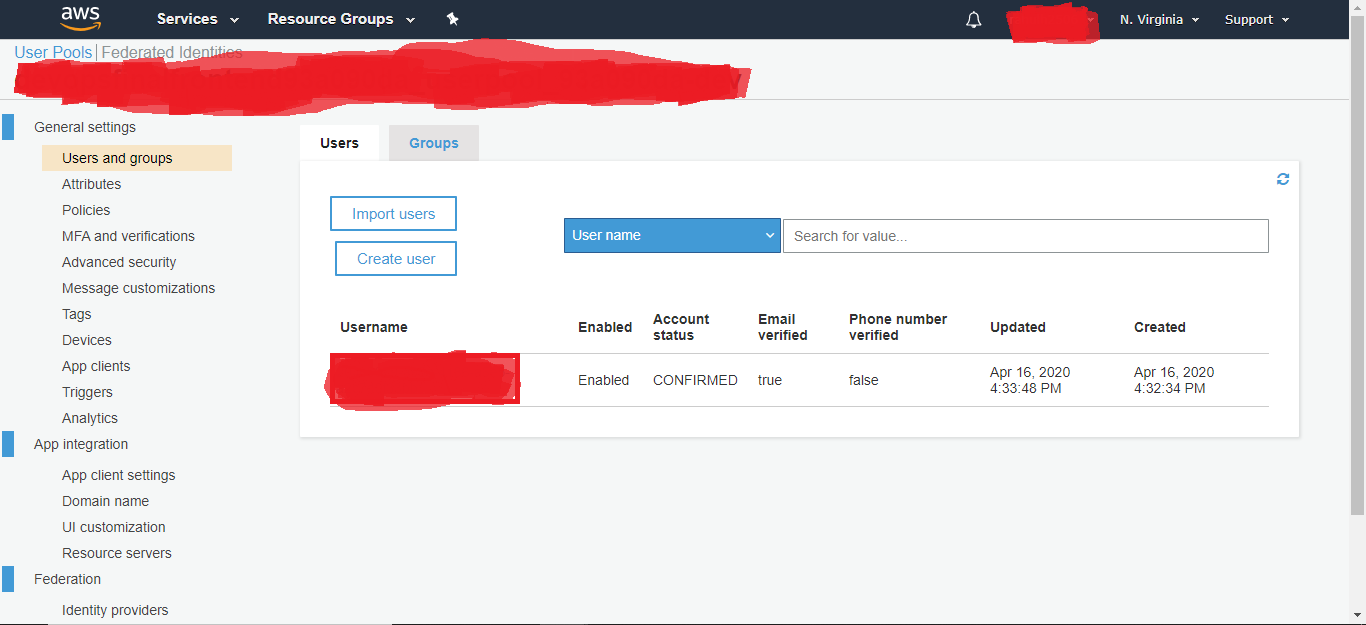 aws Services Resource Groups N. Virginia Support
User Pools | Federated Identities
General settings
Users and groups
Attributes
Policies
MFA and verifications
Advanced security
Message customizations
Tags
Devices
App clients
Triggers
Analytics
App integration
App client settings
Domain name
UI customization
Resource servers
Federation
Identity providers
Users Groups
Import users
Create user
User name Search for value...
Username Enabled Account status Email verified Phone number verified Updated Created
Enabled CONFIRMED true false Apr 16, 2020 4:33:48 PM Apr 16, 2020 4:32:34 PM